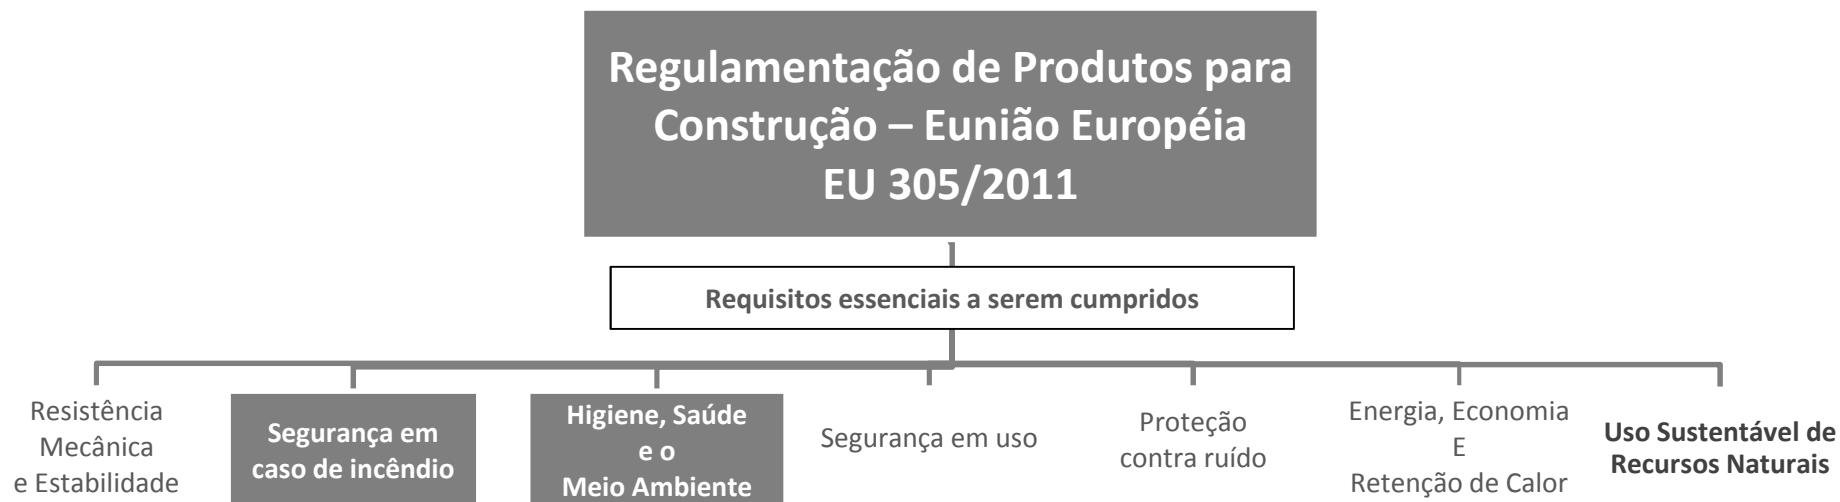 Regulamentação de Produtos para
Construção – Eunião Européia
EU 305/2011
Requisitos essenciais a serem cumpridos
Resistência
Mecânica
e Estabilidade
Segurança em
caso de incêndio
Higiene, Saúde
e o
Meio Ambiente
Segurança em uso
Proteção
contra ruído
Energia, Economia
E
Retenção de Calor
Uso Sustentável de
Recursos Naturais